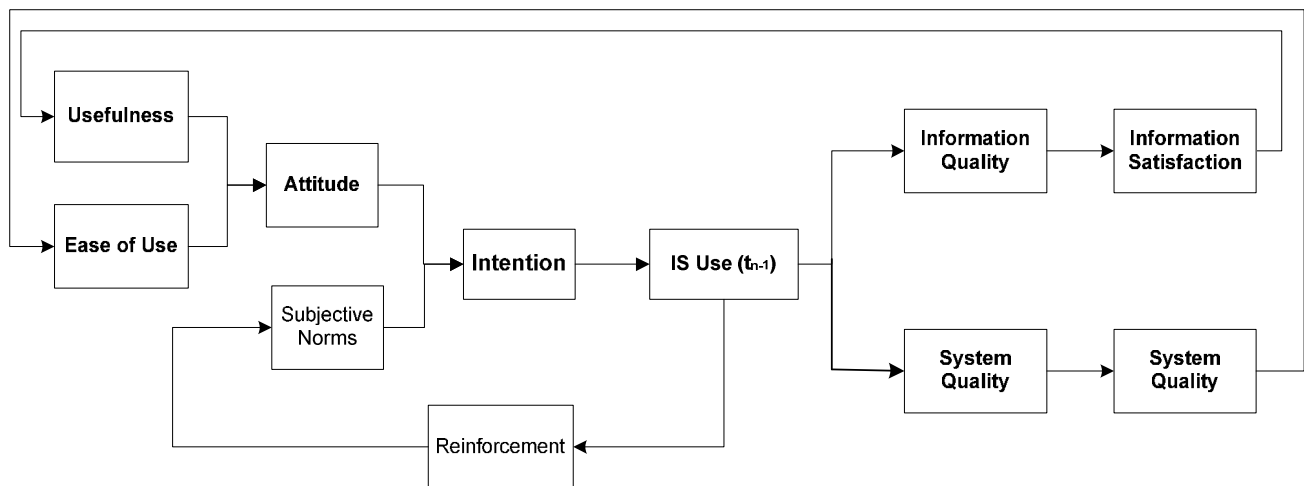 Usefulness
Ease of Use
Attitude
Subjective
Norms
Intention
Reinforcement
IS Use (tn-1)
Information
Quality
Information
Satisfaction
System
Quality
System
Quality